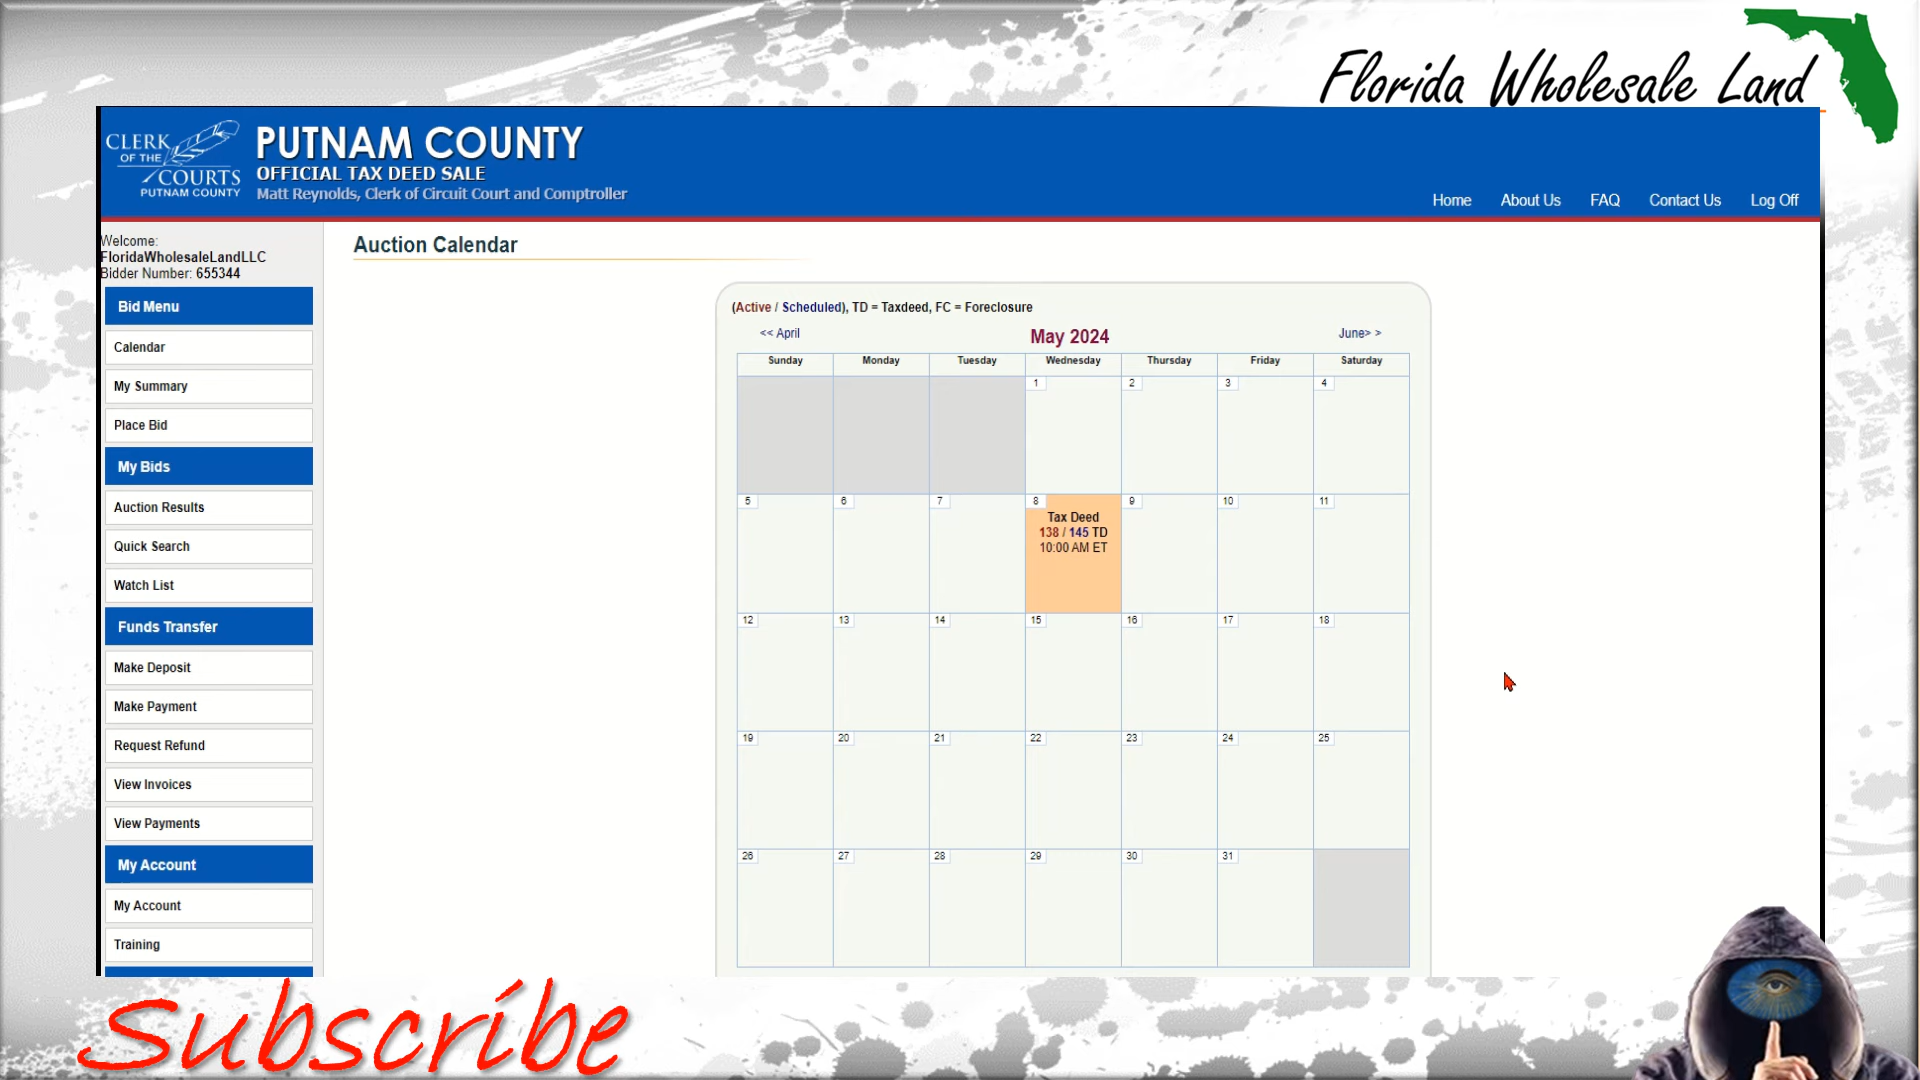 Florida Wholesale Land
CLERK
OF THE
COURTS
PUTNAM COUNTY
PUTNAM COUNTY
OFFICIAL TAX DEED SALE
Matt Reynolds, Clerk of Circuit Court and Comptroller
Home About Us FAQ Contact Us Log Off
Welcome:
FloridaWholesaleLandLLC
Bidder Number: 655344
Bid Menu
Calendar
My Summary
Place Bid
My Bids
Auction Results
Quick Search
Watch List
Funds Transfer
Make Deposit
Make Payment
Request Refund
View Invoices
View Payments
My Account
My Account
Training
Auction Calendar
(Active / Scheduled), TD = Taxdeed, FC = Foreclosure
<< April May 2024 June> >
Sunday Monday Tuesday Wednesday Thursday Friday Saturday
1 2 3 4
5 6 7 8 9 10 11
Tax Deed
138 / 145 TD
10:00 AM ET
12 13 14 15 16 17 18
19 20 21 22 23 24 25
26 27 28 29 30 31
Subscribe